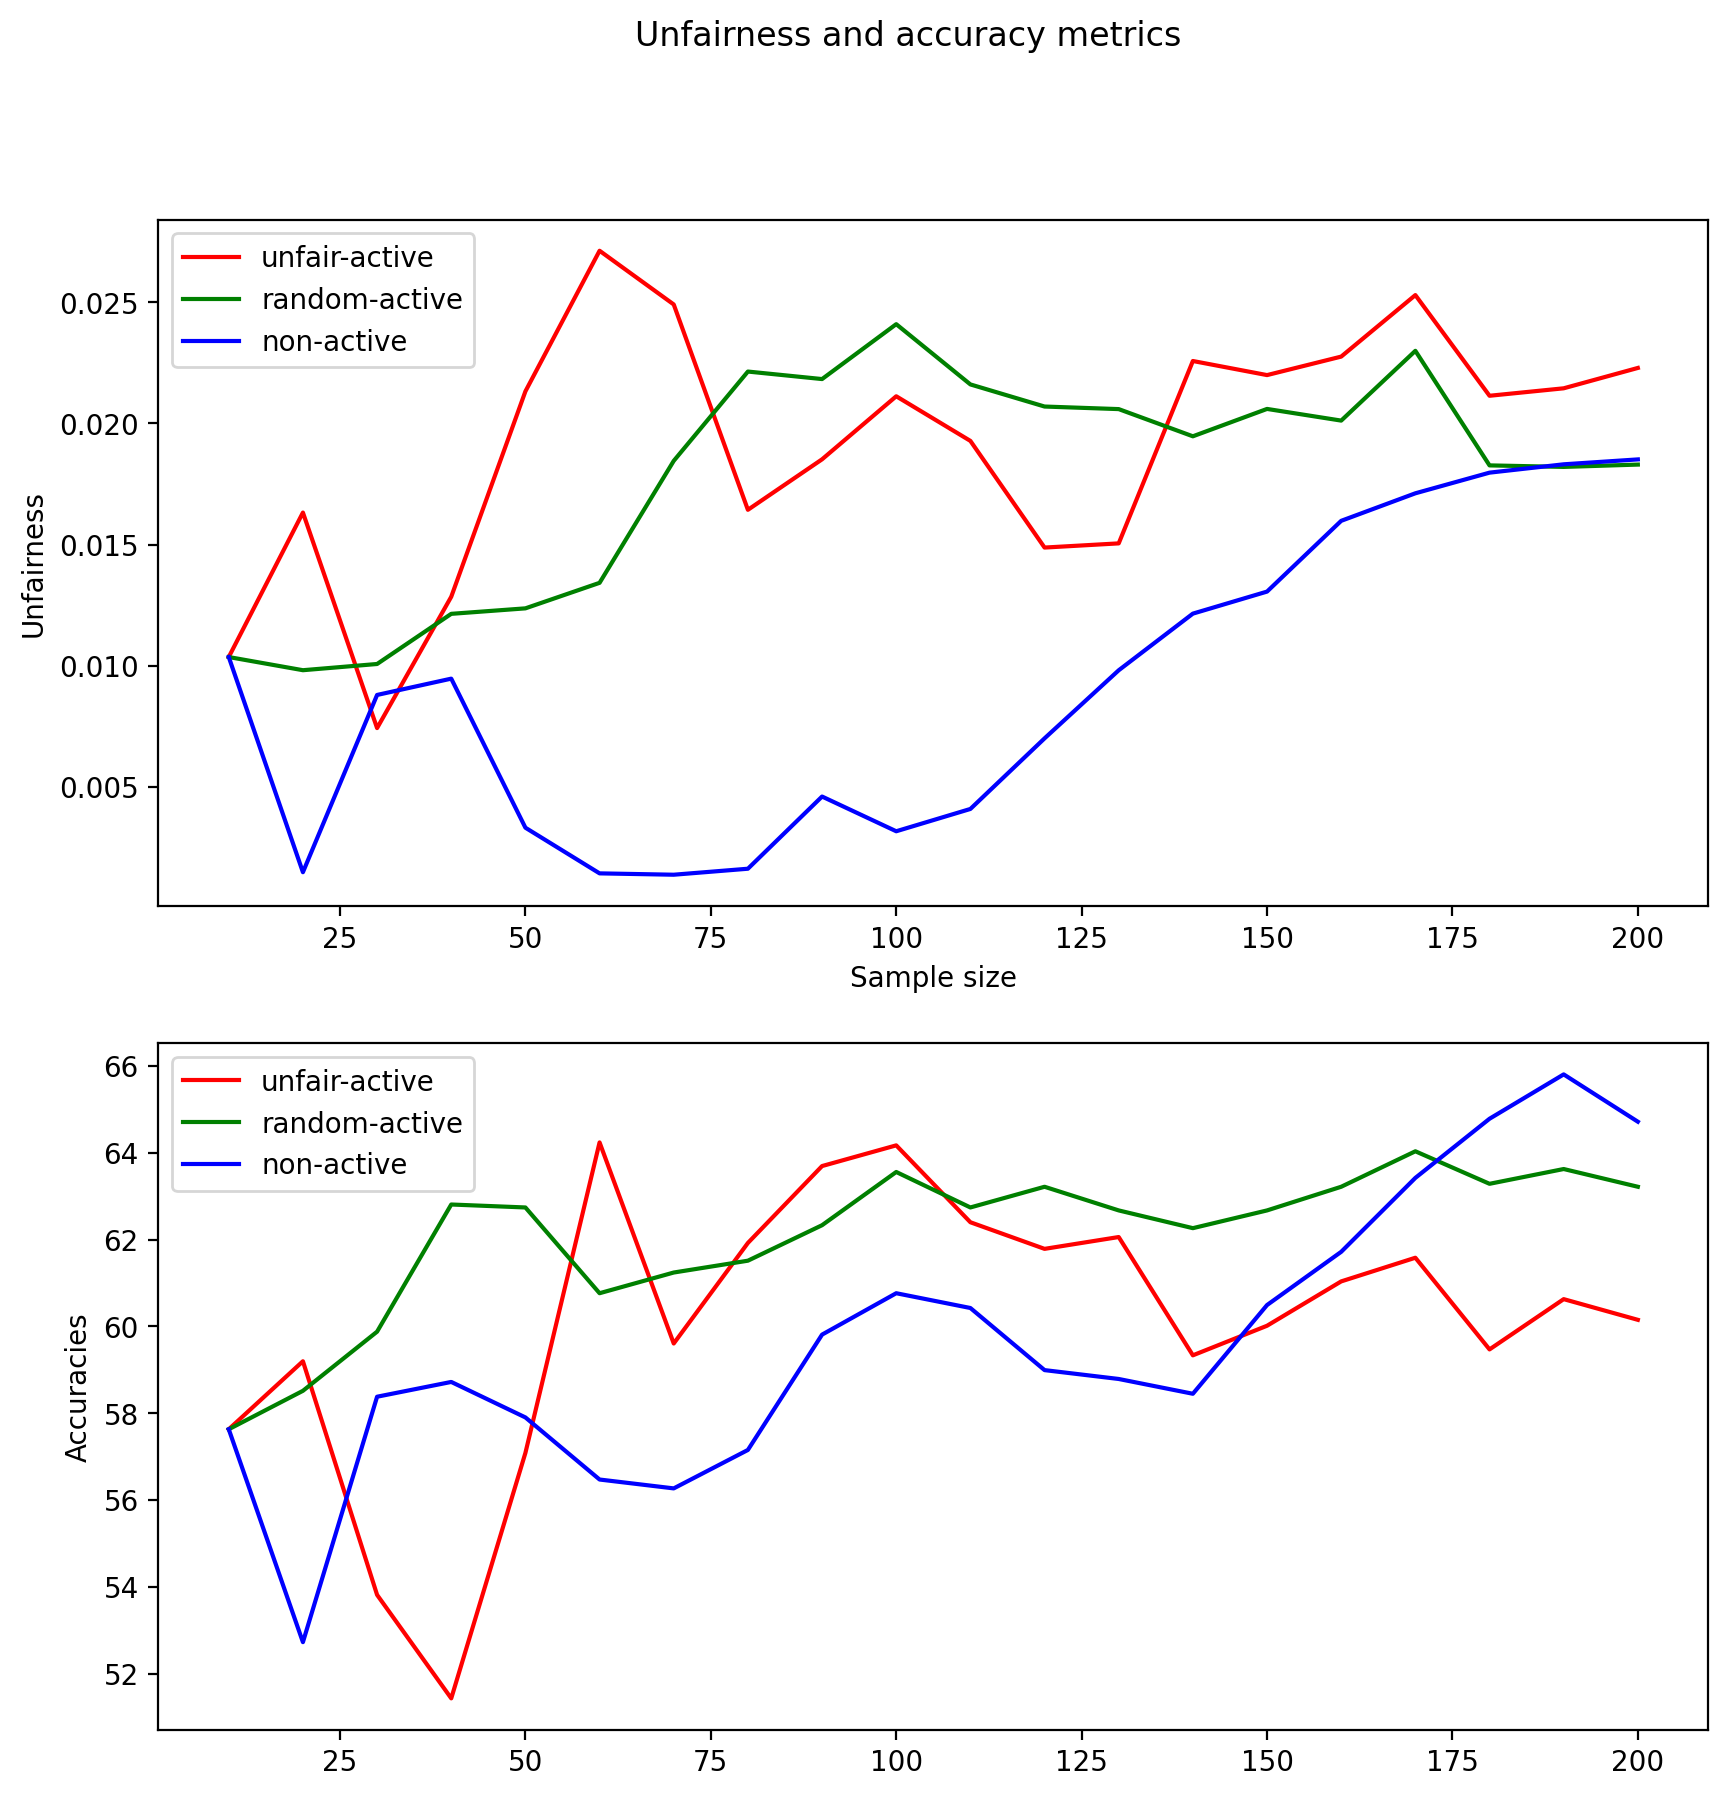 Unfairness and accuracy metrics
unfair-active
random-active
non-active
0.025
0.020
0.015
0.010
0.005
Unfairness
25 50 75 100 125 150 175 200
Sample size
unfair-active
random-active
non-active
66
64
62
60
58
56
54
52
Accuracies
25 50 75 100 125 150 175 200